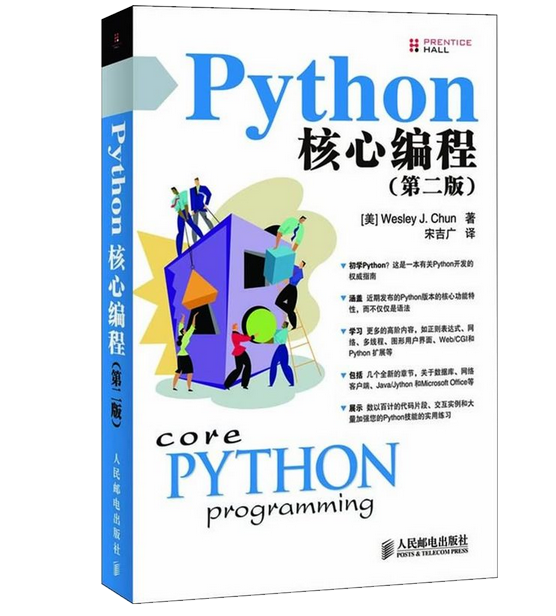 PRENTICE
HALL
Python
核心编程
(第二版)
[美] Wesley J. Chun 著
宋吉广 译
初学Python？这是一本有关Python开发的
权威指南
涵盖 近期发布的Python版本的核心功能特
性，而不仅仅是语法
学习 更多的高阶内容，如正则表达式、网
络、多线程、图形用户界面、Web/CGI和
Python 扩展等
包括 几个全新的章节，关于数据库、网络
客户端、Java/Jython 和Microsoft Office等
展示 数以百计的代码片段、交互实例和大
量加强您的Python技能的实用练习
core
PYTHON
programming
人民邮电出版社
POSTS & TELECOM PRESS
Python 核心编程 (第二版)
人民邮电出版社